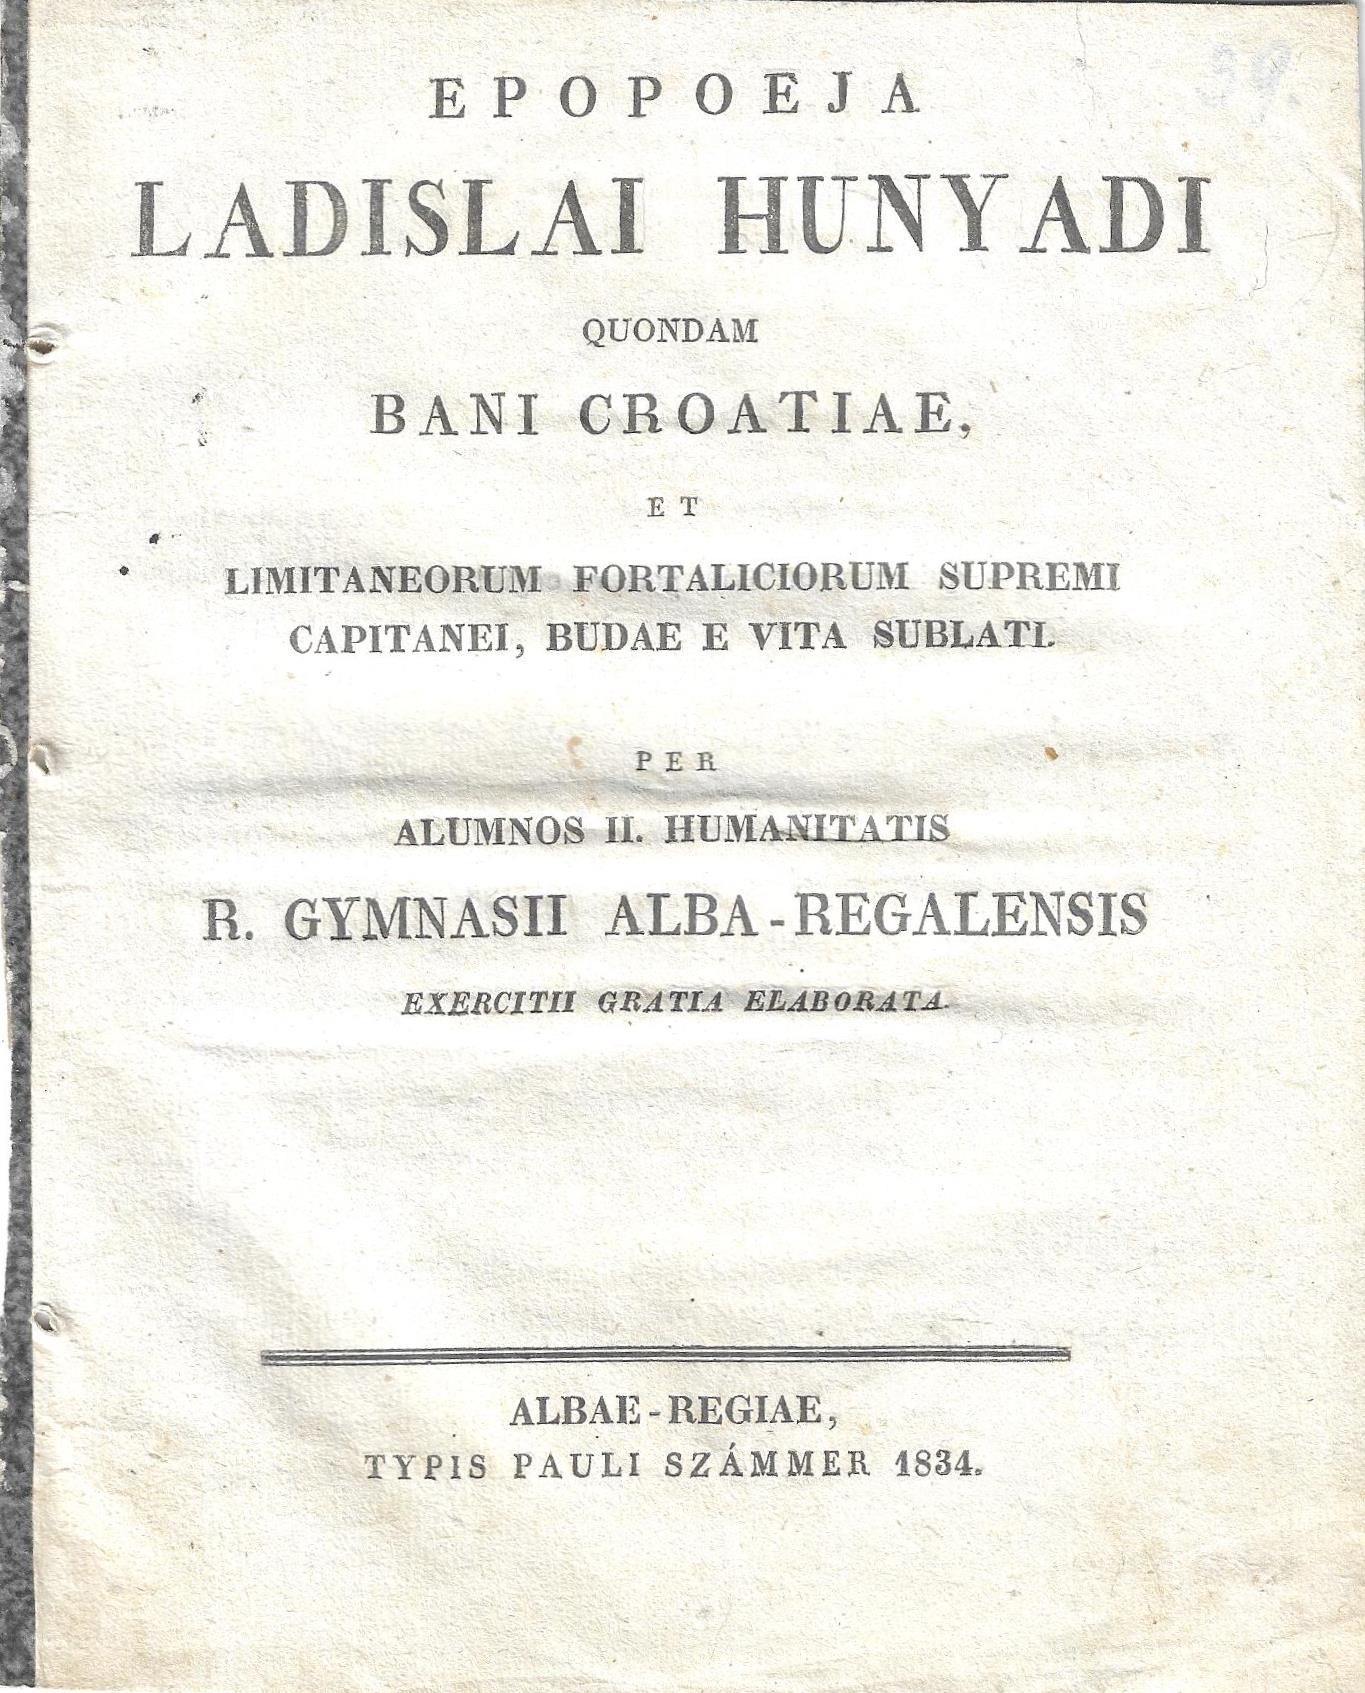 EPOPOEJA
LADISLAI HUNYADI
QUONDAM
BANI CROATIAE,
ET
LIMITANEORUM FORTALICIORUM SUPREMI
CAPITANEI, BUDAE E VITA SUBLATI.
PER
ALUMNOS II. HUMANITATIS
R. GYMNASII ALBA-REGALENSIS
EXERCITII GRATIA ELABORATA.
ALBAE-REGIAE,
TYPIS PAULI SZÁMMER 1834.